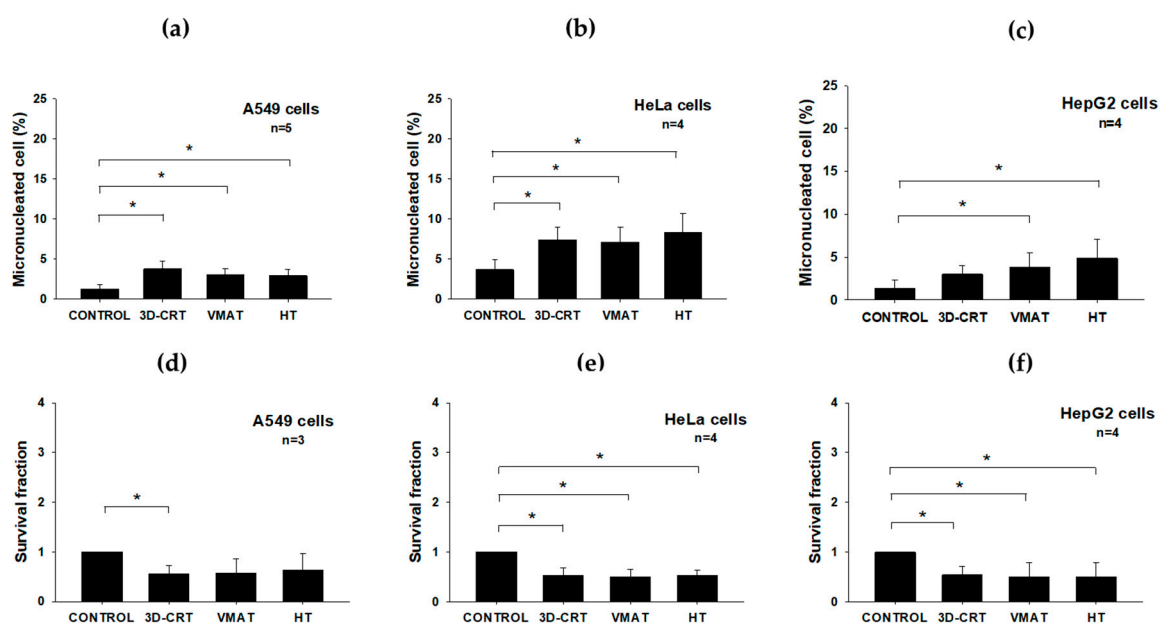 (a)
A549 cells
n=5
Micronucleated cell (%)
25
20
15
10
5
0
*
*
*
CONTROL 3D-CRT VMAT HT
(b)
HeLa cells
n=4
Micronucleated cell (%)
25
20
15
10
5
0
*
*
*
CONTROL 3D-CRT VMAT HT
(c)
HepG2 cells
n=4
Micronucleated cell (%)
25
20
15
10
5
0
*
*
CONTROL 3D-CRT VMAT HT
(d)
A549 cells
n=3
Survival fraction
4
3
2
1
0
*
CONTROL 3D-CRT VMAT HT
(e)
HeLa cells
n=4
Survival fraction
4
3
2
1
0
*
*
*
CONTROL 3D-CRT VMAT HT
(f)
HepG2 cells
n=4
Survival fraction
4
3
2
1
0
*
*
*
CONTROL 3D-CRT VMAT HT